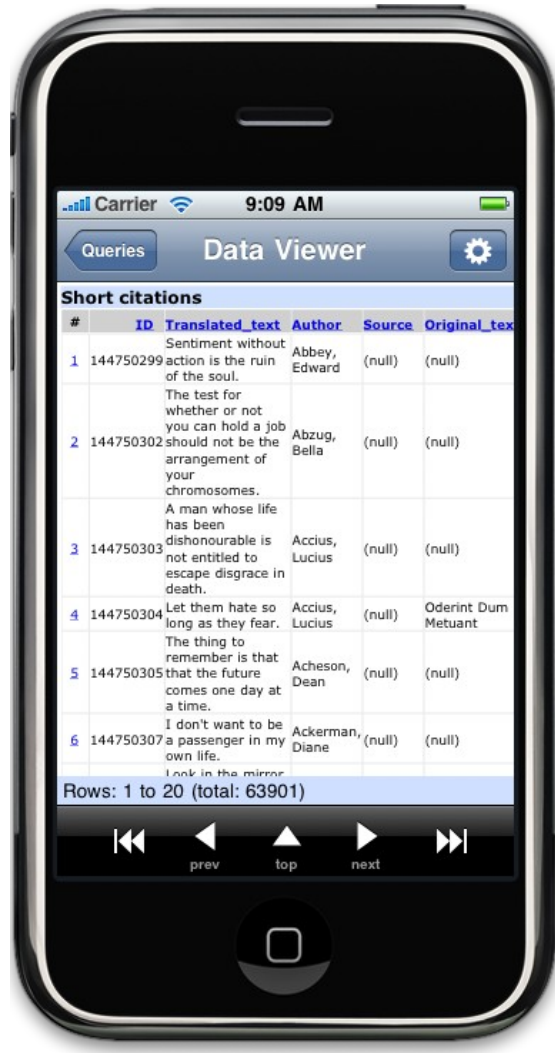 Carrier 9:09 AM
Queries Data Viewer
Short citations
# ID Translated_text Author Source Original_tex
1 144750299 Sentiment without action is the ruin of the soul. Abbey, Edward (null) (null)
2 144750302 The test for whether or not you can hold a job should not be the arrangement of your chromosomes. Abzug, Bella (null) (null)
3 144750303 A man whose life has been dishonourable is not entitled to escape disgrace in death. Accius, Lucius (null) (null)
4 144750304 Let them hate so long as they fear. Accius, Lucius (null) Oderint Dum Metuant
5 144750305 The thing to remember is that that the future comes one day at a time. Acheson, Dean (null) (null)
6 144750307 I don't want to be a passenger in my own life. Ackerman, Diane (null) (null)
Look in the mirror
Rows: 1 to 20 (total: 63901)
prev top next